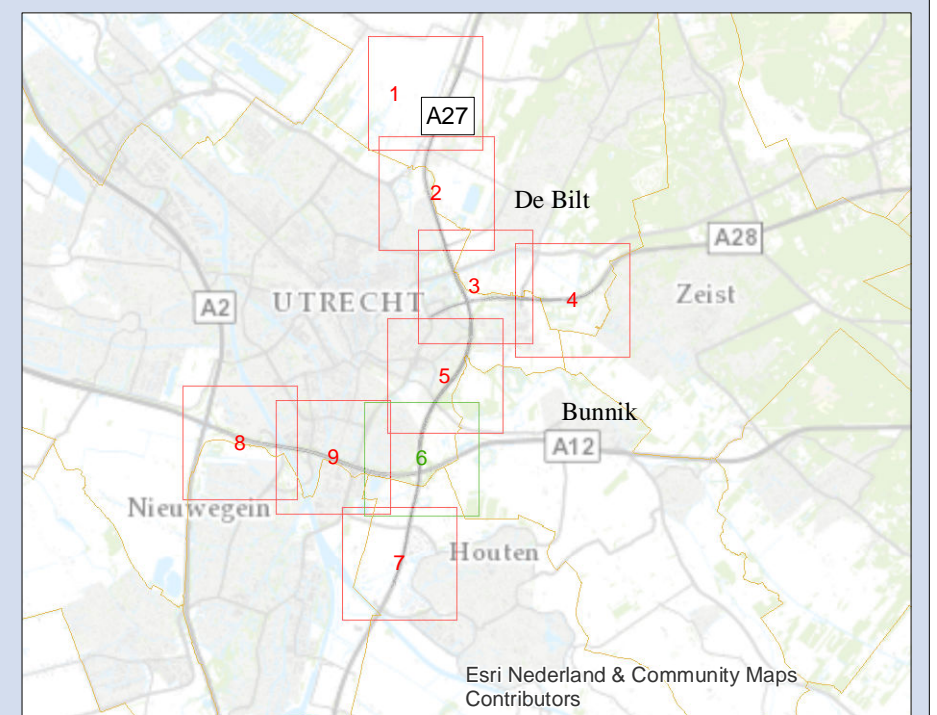 1
A27
2
De Bilt
A28
3
4
Zeist
A2
UTRECHT
5
Bunnik
8
9
6
A12
Nieuwegein
Houten
7
Esri Nederland & Community Maps
Contributors